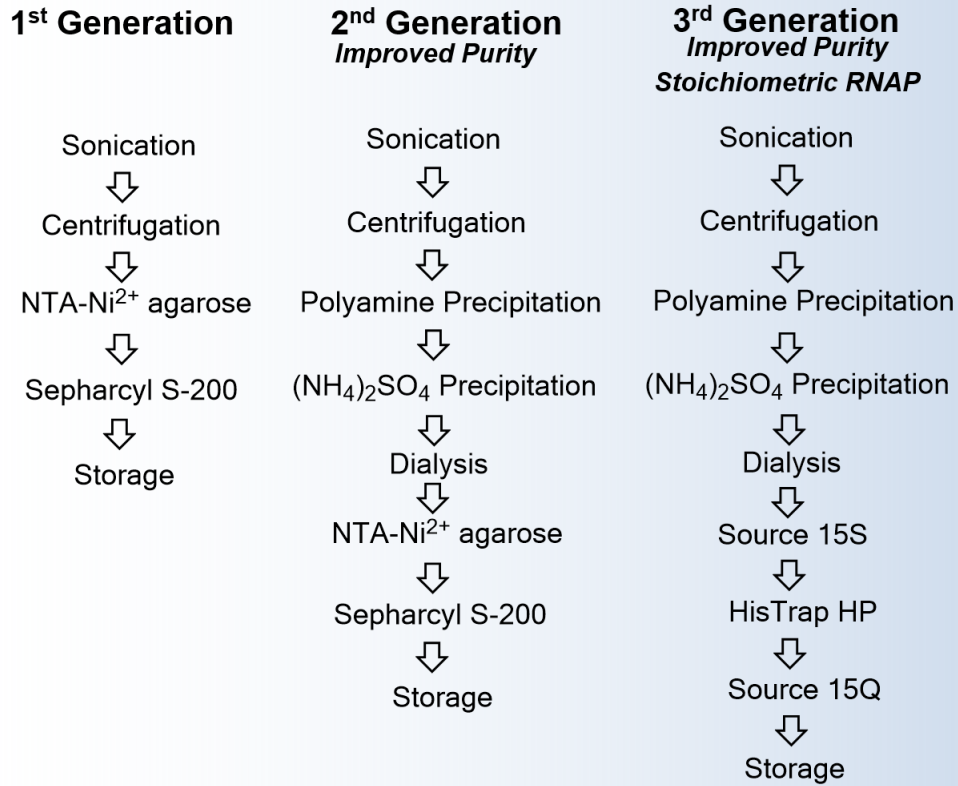 1st Generation
Sonication
Centrifugation
NTA-Ni2+ agarose
Sepharcyl S-200
Storage
2nd Generation
Improved Purity
Sonication
Centrifugation
Polyamine Precipitation
(NH4)2SO4 Precipitation
Dialysis
NTA-Ni2+ agarose
Sepharcyl S-200
Storage
3rd Generation
Improved Purity
Stoichiometric RNAP
Sonication
Centrifugation
Polyamine Precipitation
(NH4)2SO4 Precipitation
Dialysis
Source 15S
HisTrap HP
Source 15Q
Storage